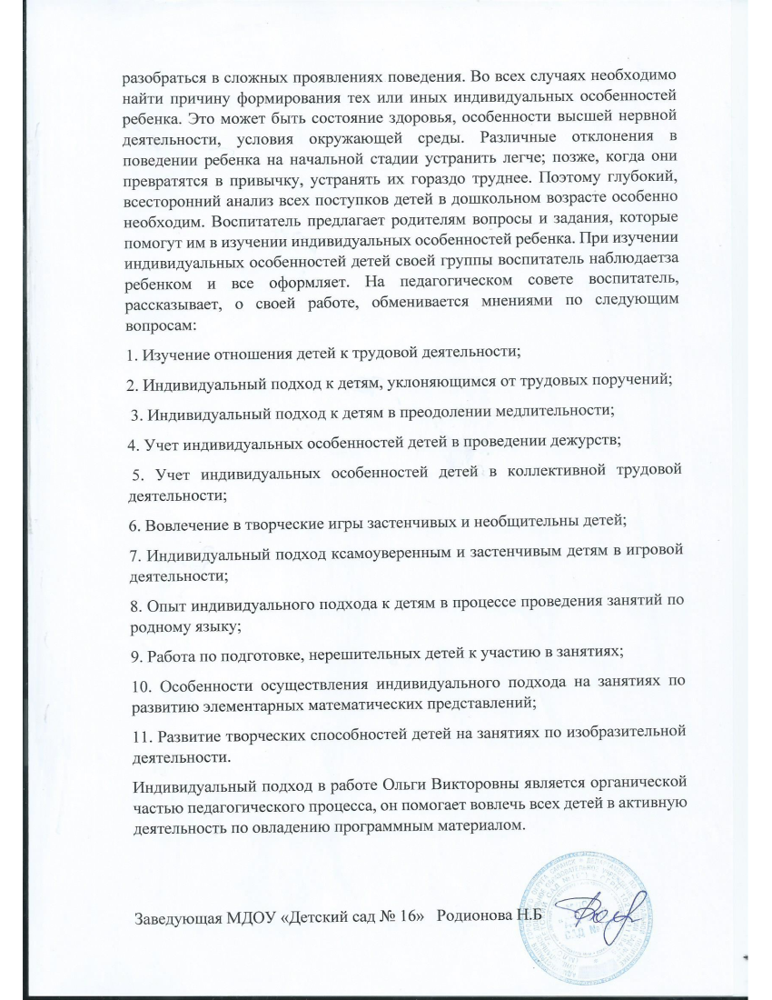 разобраться в сложных проявлениях поведения. Во всех случаях необходимо
найти причину формирования тех или иных индивидуальных особенностей
ребенка. Это может быть состояние здоровья, особенности высшей нервной
деятельности, условия окружающей среды. Различные отклонения в
поведении ребенка на начальной стадии устранить легче; позже, когда они
превратятся в привычку, устранять их гораздо труднее. Поэтому глубокий,
всесторонний анализ всех поступков детей в дошкольном возрасте особенно
необходим. Воспитатель предлагает родителям вопросы и задания, которые
помогут им в изучении индивидуальных особенностей ребенка. При изучении
индивидуальных особенностей детей своей группы воспитатель наблюдаетза
ребенком и все оформляет. На педагогическом совете воспитатель,
рассказывает, о своей работе, обменивается мнениями по следующим
вопросам:
1. Изучение отношения детей к трудовой деятельности;
2. Индивидуальный подход к детям, уклоняющимся от трудовых поручений;
3. Индивидуальный подход к детям в преодолении медлительности;
4. Учет индивидуальных особенностей детей в проведении дежурств;
5. Учет индивидуальных особенностей детей в коллективной трудовой
деятельности;
6. Вовлечение в творческие игры застенчивых и необщительны детей;
7. Индивидуальный подход ксамоуверенным и застенчивым детям в игровой
деятельности;
8. Опыт индивидуального подхода к детям в процессе проведения занятий по
родному языку;
9. Работа по подготовке, нерешительных детей к участию в занятиях;
10. Особенности осуществления индивидуального подхода на занятиях по
развитию элементарных математических представлений;
11. Развитие творческих способностей детей на занятиях по изобразительной
деятельности.
Индивидуальный подход в работе Ольги Викторовны является органической
частью педагогического процесса, он помогает вовлечь всех детей в активную
деятельность по овладению программным материалом.
Заведующая МДОУ «Детский сад № 16» Родионова Н.Б